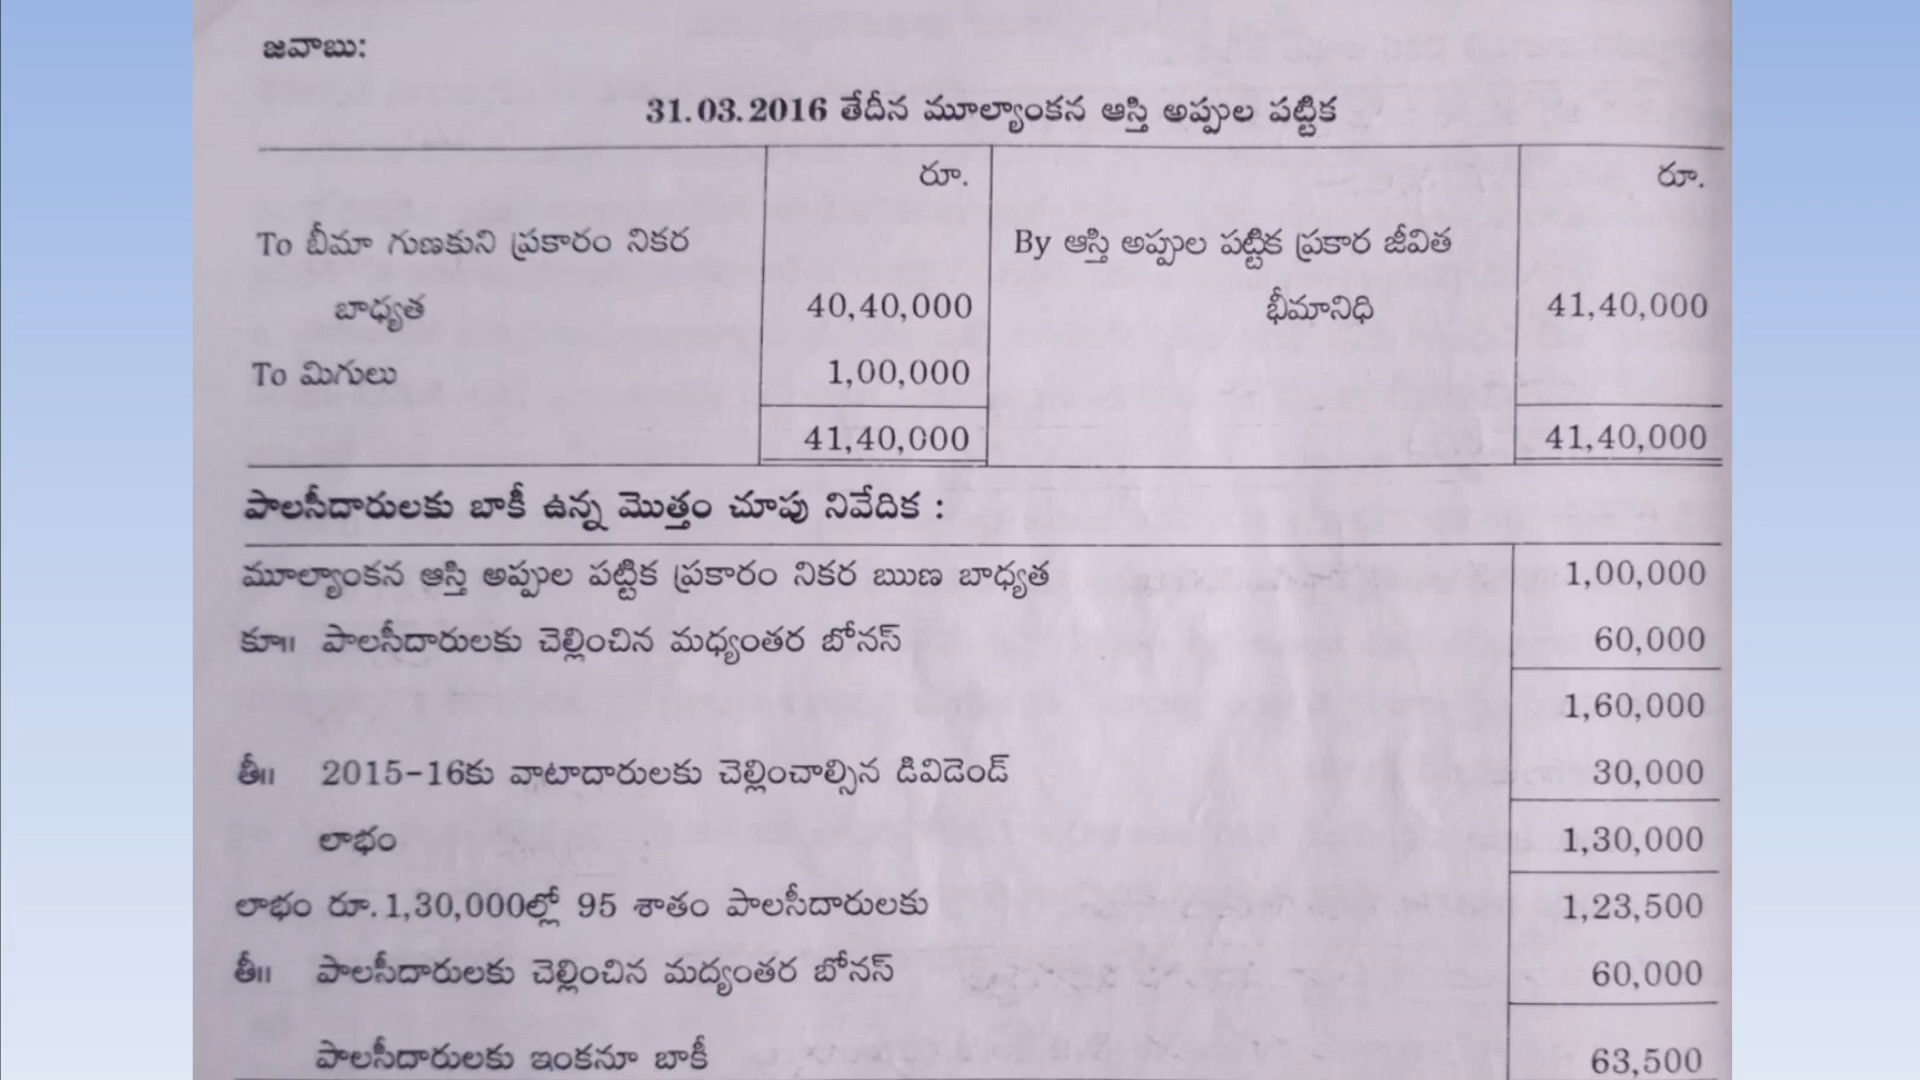 జవాబు:
31.03.2016 తేదీన మూల్యాంకన ఆస్తి అప్పుల పట్టిక
రూ. రూ.
To బీమా గుణకుని ప్రకారం నికర By ఆస్తి అప్పుల పట్టిక ప్రకార జీవిత
బాధ్యత 40,40,000 భీమానిధి 41,40,000
To మిగులు 1,00,000
41,40,000 41,40,000
పాలసీదారులకు బాకీ ఉన్న మొత్తం చూపు నివేదిక :
మూల్యాంకన ఆస్తి అప్పుల పట్టిక ప్రకారం నికర ఋణ బాధ్యత 1,00,000
కూ॥ పాలసీదారులకు చెల్లించిన మధ్యంతర బోనస్ 60,000
1,60,000
తీ॥ 2015-16కు వాటాదారులకు చెల్లించాల్సిన డివిడెండ్ 30,000
లాభం 1,30,000
లాభం రూ.1,30,000ల్లో 95 శాతం పాలసీదారులకు 1,23,500
తీ॥ పాలసీదారులకు చెల్లించిన మద్యంతర బోనస్ 60,000
పాలసీదారులకు ఇంకనూ బాకీ 63,500